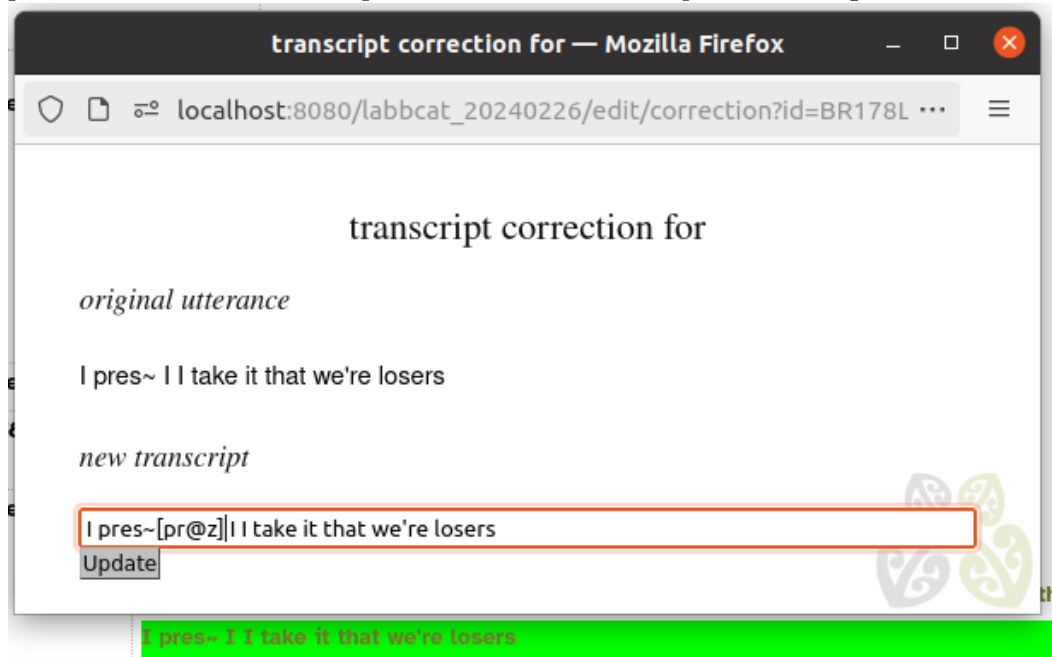 transcript correction for — Mozilla Firefox
localhost:8080/labbcat_20240226/edit/correction?id=BR178L ...
transcript correction for
original utterance
I pres~ I I take it that we're losers
new transcript
I pres~[pr@z] I I take it that we're losers
Update
I pres~ I I take it that we're losers